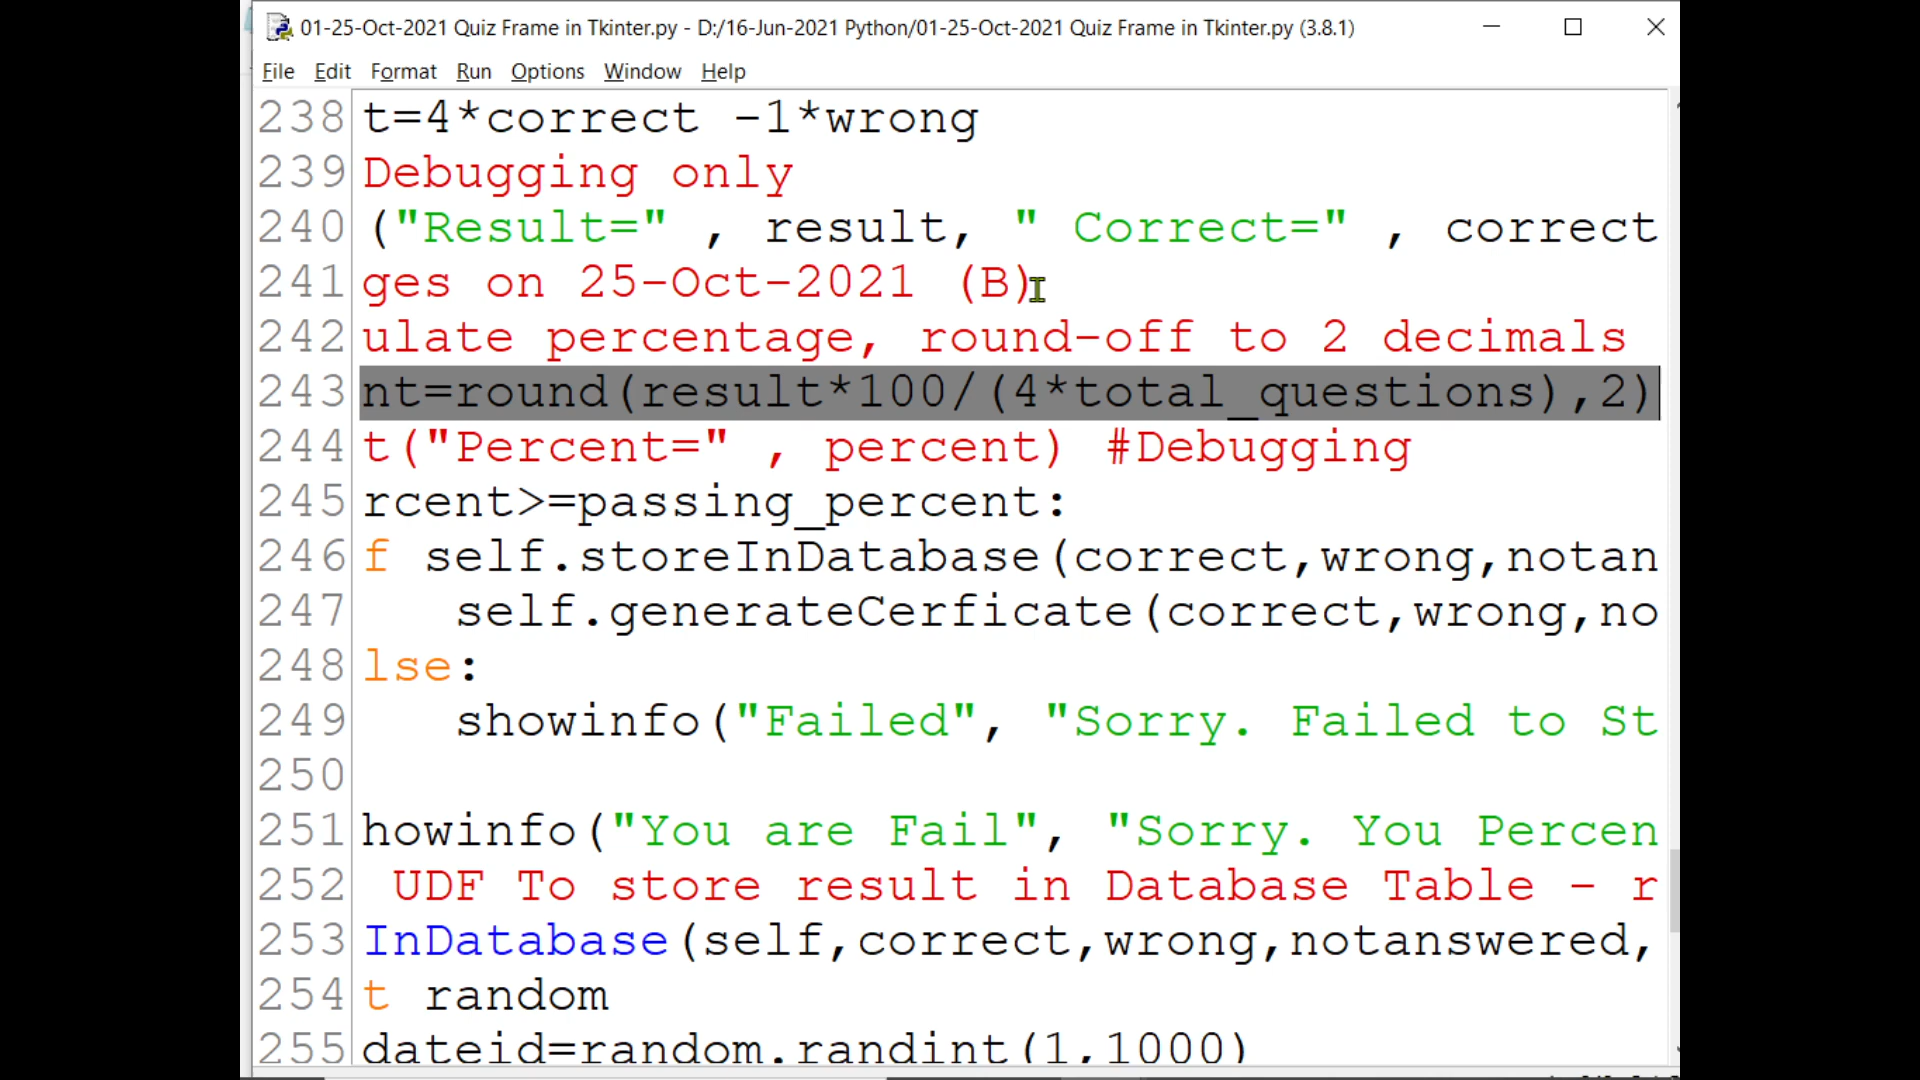 01-25-Oct-2021 Quiz Frame in Tkinter.py - D:/16-Jun-2021 Python/01-25-Oct-2021 Quiz Frame in Tkinter.py (3.8.1)
File Edit Format Run Options Window Help
238 t=4*correct -1*wrong
239 Debugging only
240 ("Result=" , result, " Correct=" , correct
241 ges on 25-Oct-2021 (B)
242 ulate percentage, round-off to 2 decimals
243 nt=round(result*100/(4*total_questions),2)
244 t("Percent=" , percent) #Debugging
245 rcent>=passing_percent:
246 f self.storeInDatabase(correct,wrong,notan
247 self.generateCerficate(correct,wrong,no
248 lse:
249 showinfo("Failed", "Sorry. Failed to St
250
251 howinfo("You are Fail", "Sorry. You Percen
252 UDF To store result in Database Table - r
253 InDatabase(self,correct,wrong,notanswered,
254 t random
255 dateid=random.randint(1,1000)